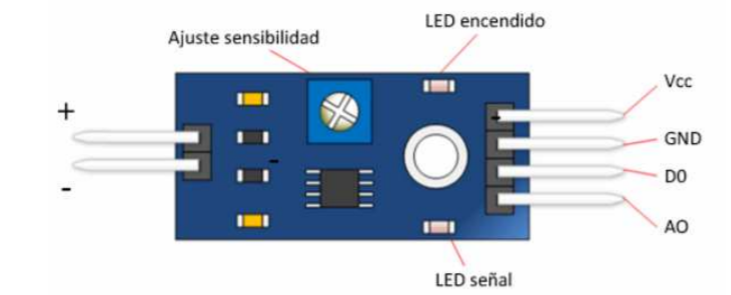 LED encendido
Ajuste sensibilidad
Vcc
+
GND
D0
-
AO
LED señal